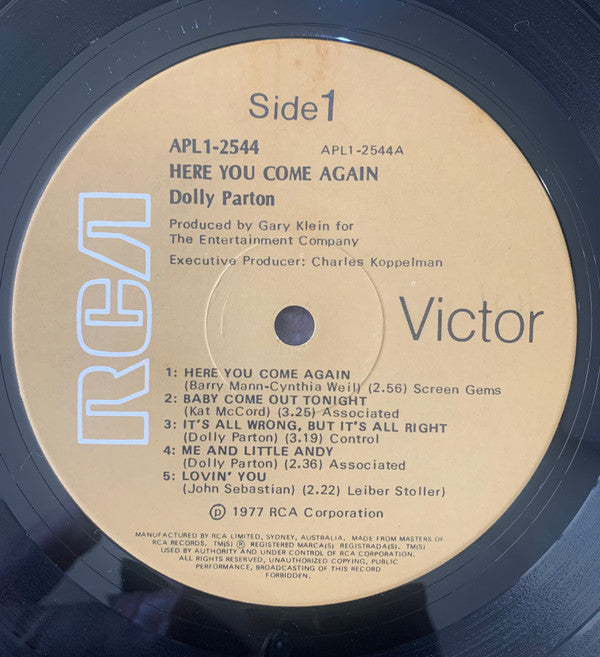 Side 1
APL1-2544 APL1-2544A
HERE YOU COME AGAIN
Dolly Parton
Produced by Gary Klein for
The Entertainment Company
Executive Producer: Charles Koppelman
RCA
Victor
1: HERE YOU COME AGAIN
(Barry Mann-Cynthia Weil) (2.56) Screen Gems
2: BABY COME OUT TONIGHT
(Kat McCord) (3.25) Associated
3: IT'S ALL WRONG, BUT IT'S ALL RIGHT
(Dolly Parton) (3.19) Control
4: ME AND LITTLE ANDY
(Dolly Parton) (2.36) Associated
5: LOVIN' YOU
(John Sebastian) (2.22) Leiber Stoller)
℗ 1977 RCA Corporation
MANUFACTURED BY RCA LIMITED, SYDNEY, AUSTRALIA. MADE FROM MASTERS OF
RCA RECORDS. TM(S) ® REGISTERED MARCA(S) REGISTRADA(S). TM(S)
USED BY AUTHORITY AND UNDER CONTROL OF RCA CORPORATION.
ALL RIGHTS RESERVED, UNAUTHORIZED COPYING, PUBLIC
PERFORMANCE, BROADCASTING OF THIS RECORD
FORBIDDEN.